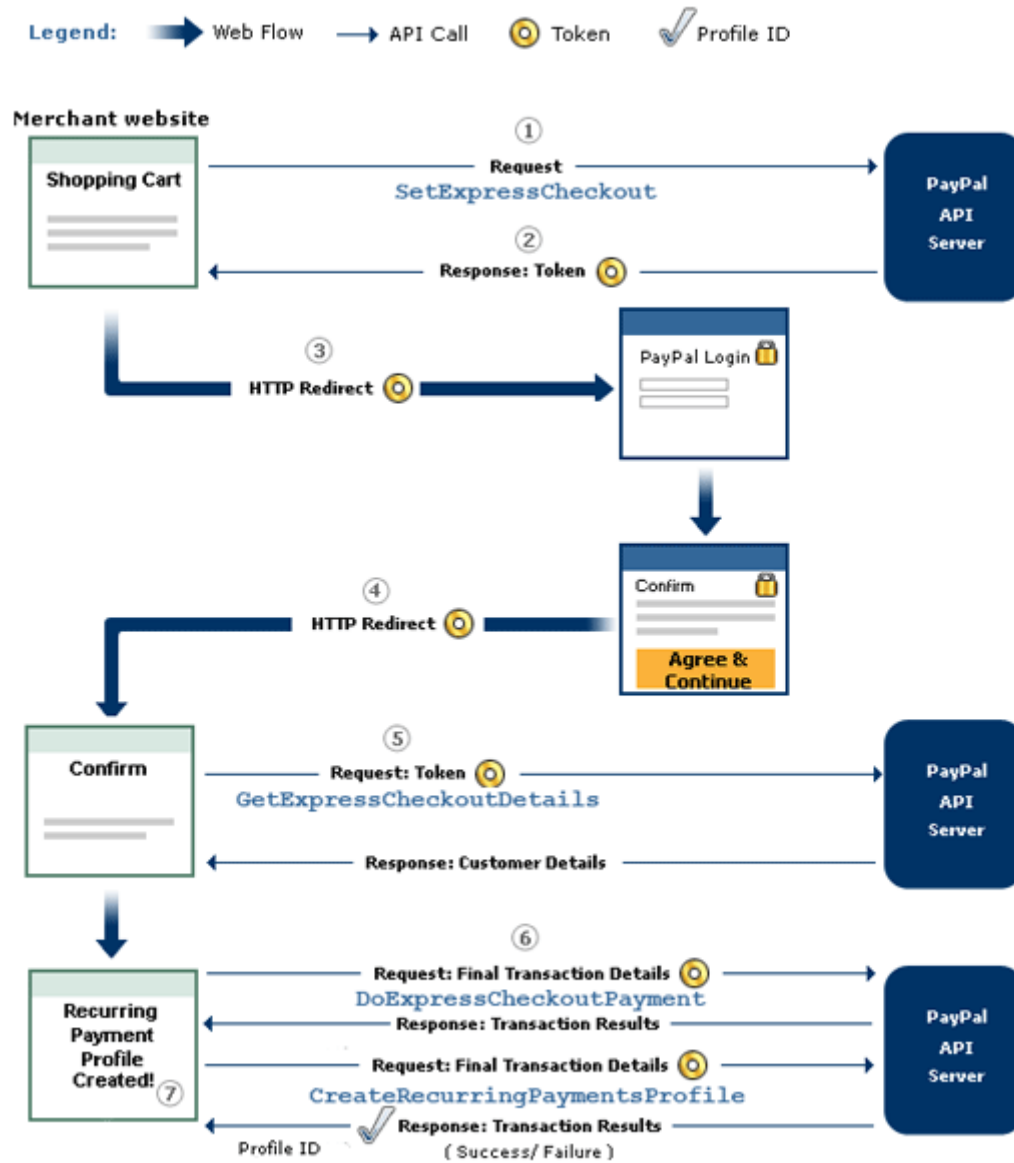 Legend: Web Flow API Call Token Profile ID
Merchant website
Shopping Cart
1
Request
SetExpressCheckout
PayPal
API
Server
2
Response: Token
3
HTTP Redirect
PayPal Login
4
HTTP Redirect
Confirm
Agree &
Continue
Confirm
5
Request: Token
GetExpressCheckoutDetails
Response: Customer Details
PayPal
API
Server
6
Request: Final Transaction Details
DoExpressCheckoutPayment
Response: Transaction Results
Recurring
Payment
Profile
Created!
7
Request: Final Transaction Details
CreateRecurringPaymentsProfile
Response: Transaction Results
Profile ID
( Success/ Failure )
PayPal
API
Server